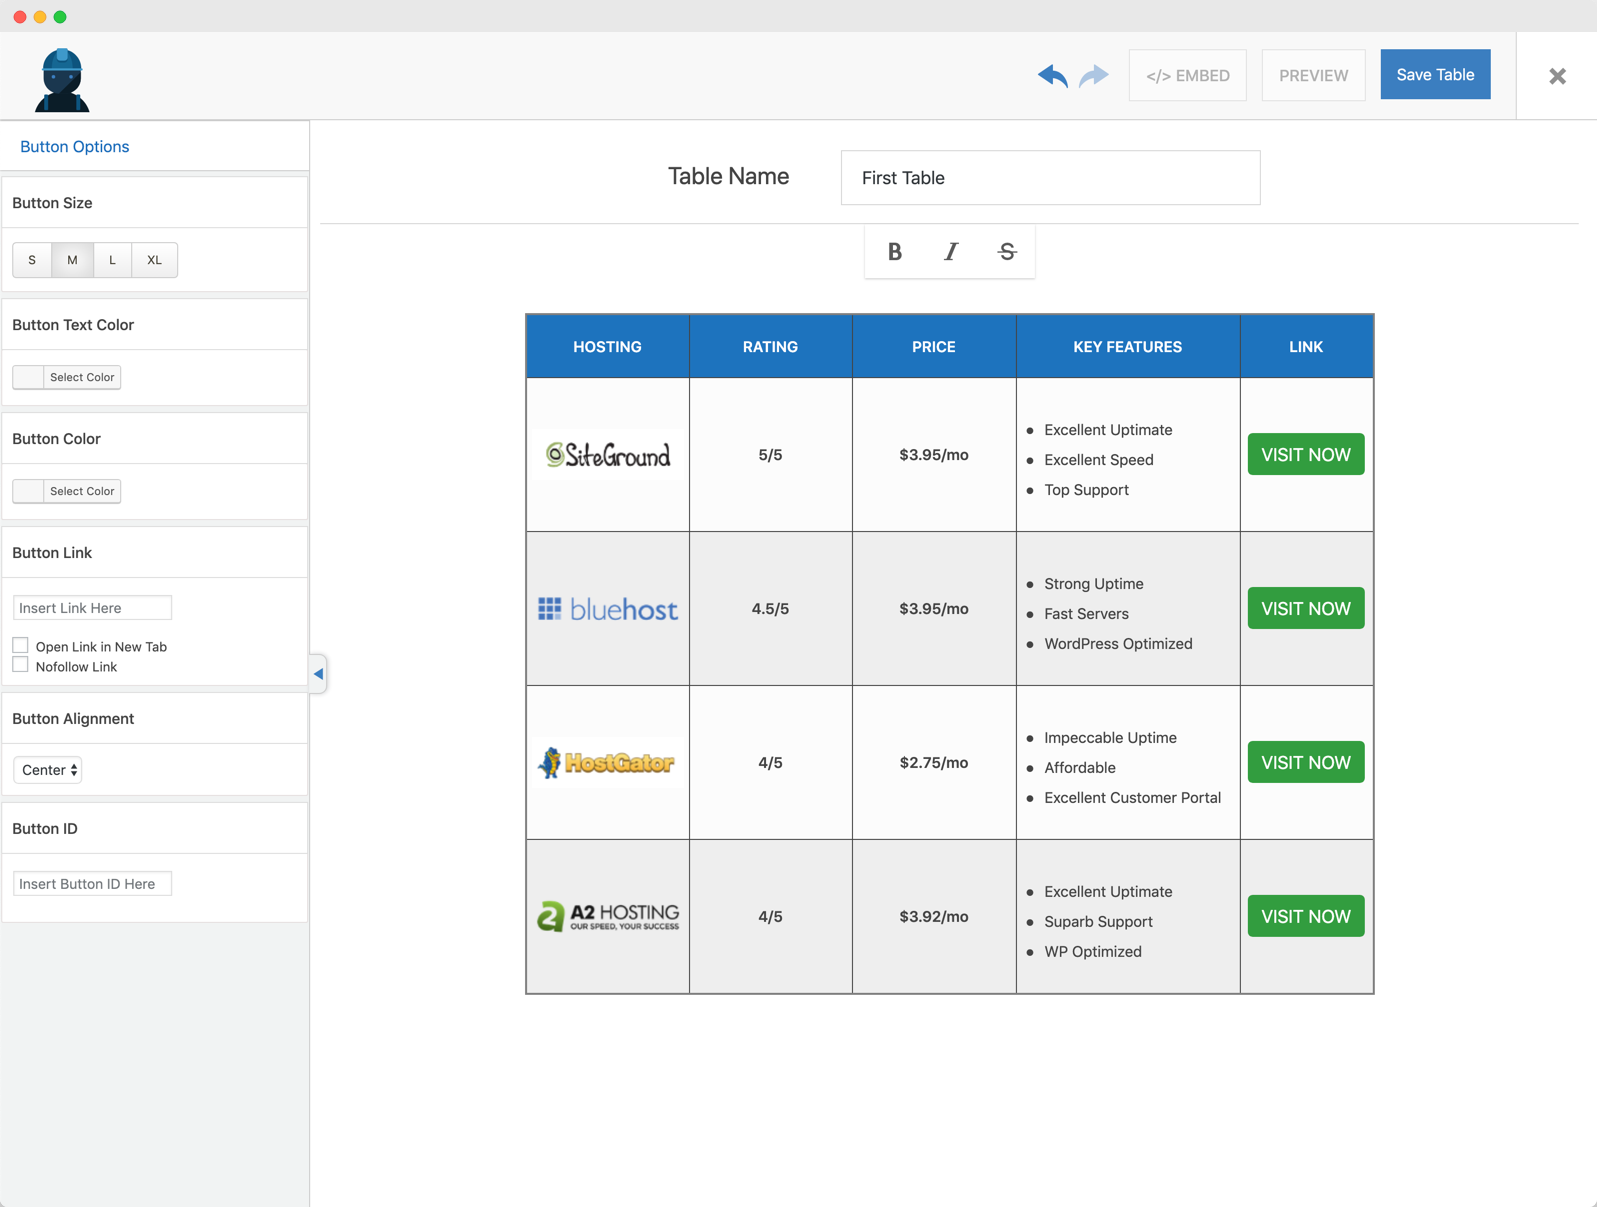 </> EMBED
PREVIEW
Save Table
Button Options
Button Size
S M L XL
Button Text Color
Select Color
Button Color
Select Color
Button Link
Insert Link Here
Open Link in New Tab
Nofollow Link
Button Alignment
Center
Button ID
Insert Button ID Here
Table Name
First Table
B I S
HOSTING RATING PRICE KEY FEATURES LINK
SiteGround
5/5
$3.95/mo
Excellent Uptimate
Excellent Speed
Top Support
VISIT NOW
bluehost
4.5/5
$3.95/mo
Strong Uptime
Fast Servers
WordPress Optimized
VISIT NOW
HostGator
4/5
$2.75/mo
Impeccable Uptime
Affordable
Excellent Customer Portal
VISIT NOW
A2 HOSTING
OUR SPEED, YOUR SUCCESS
4/5
$3.92/mo
Excellent Uptimate
Suparb Support
WP Optimized
VISIT NOW